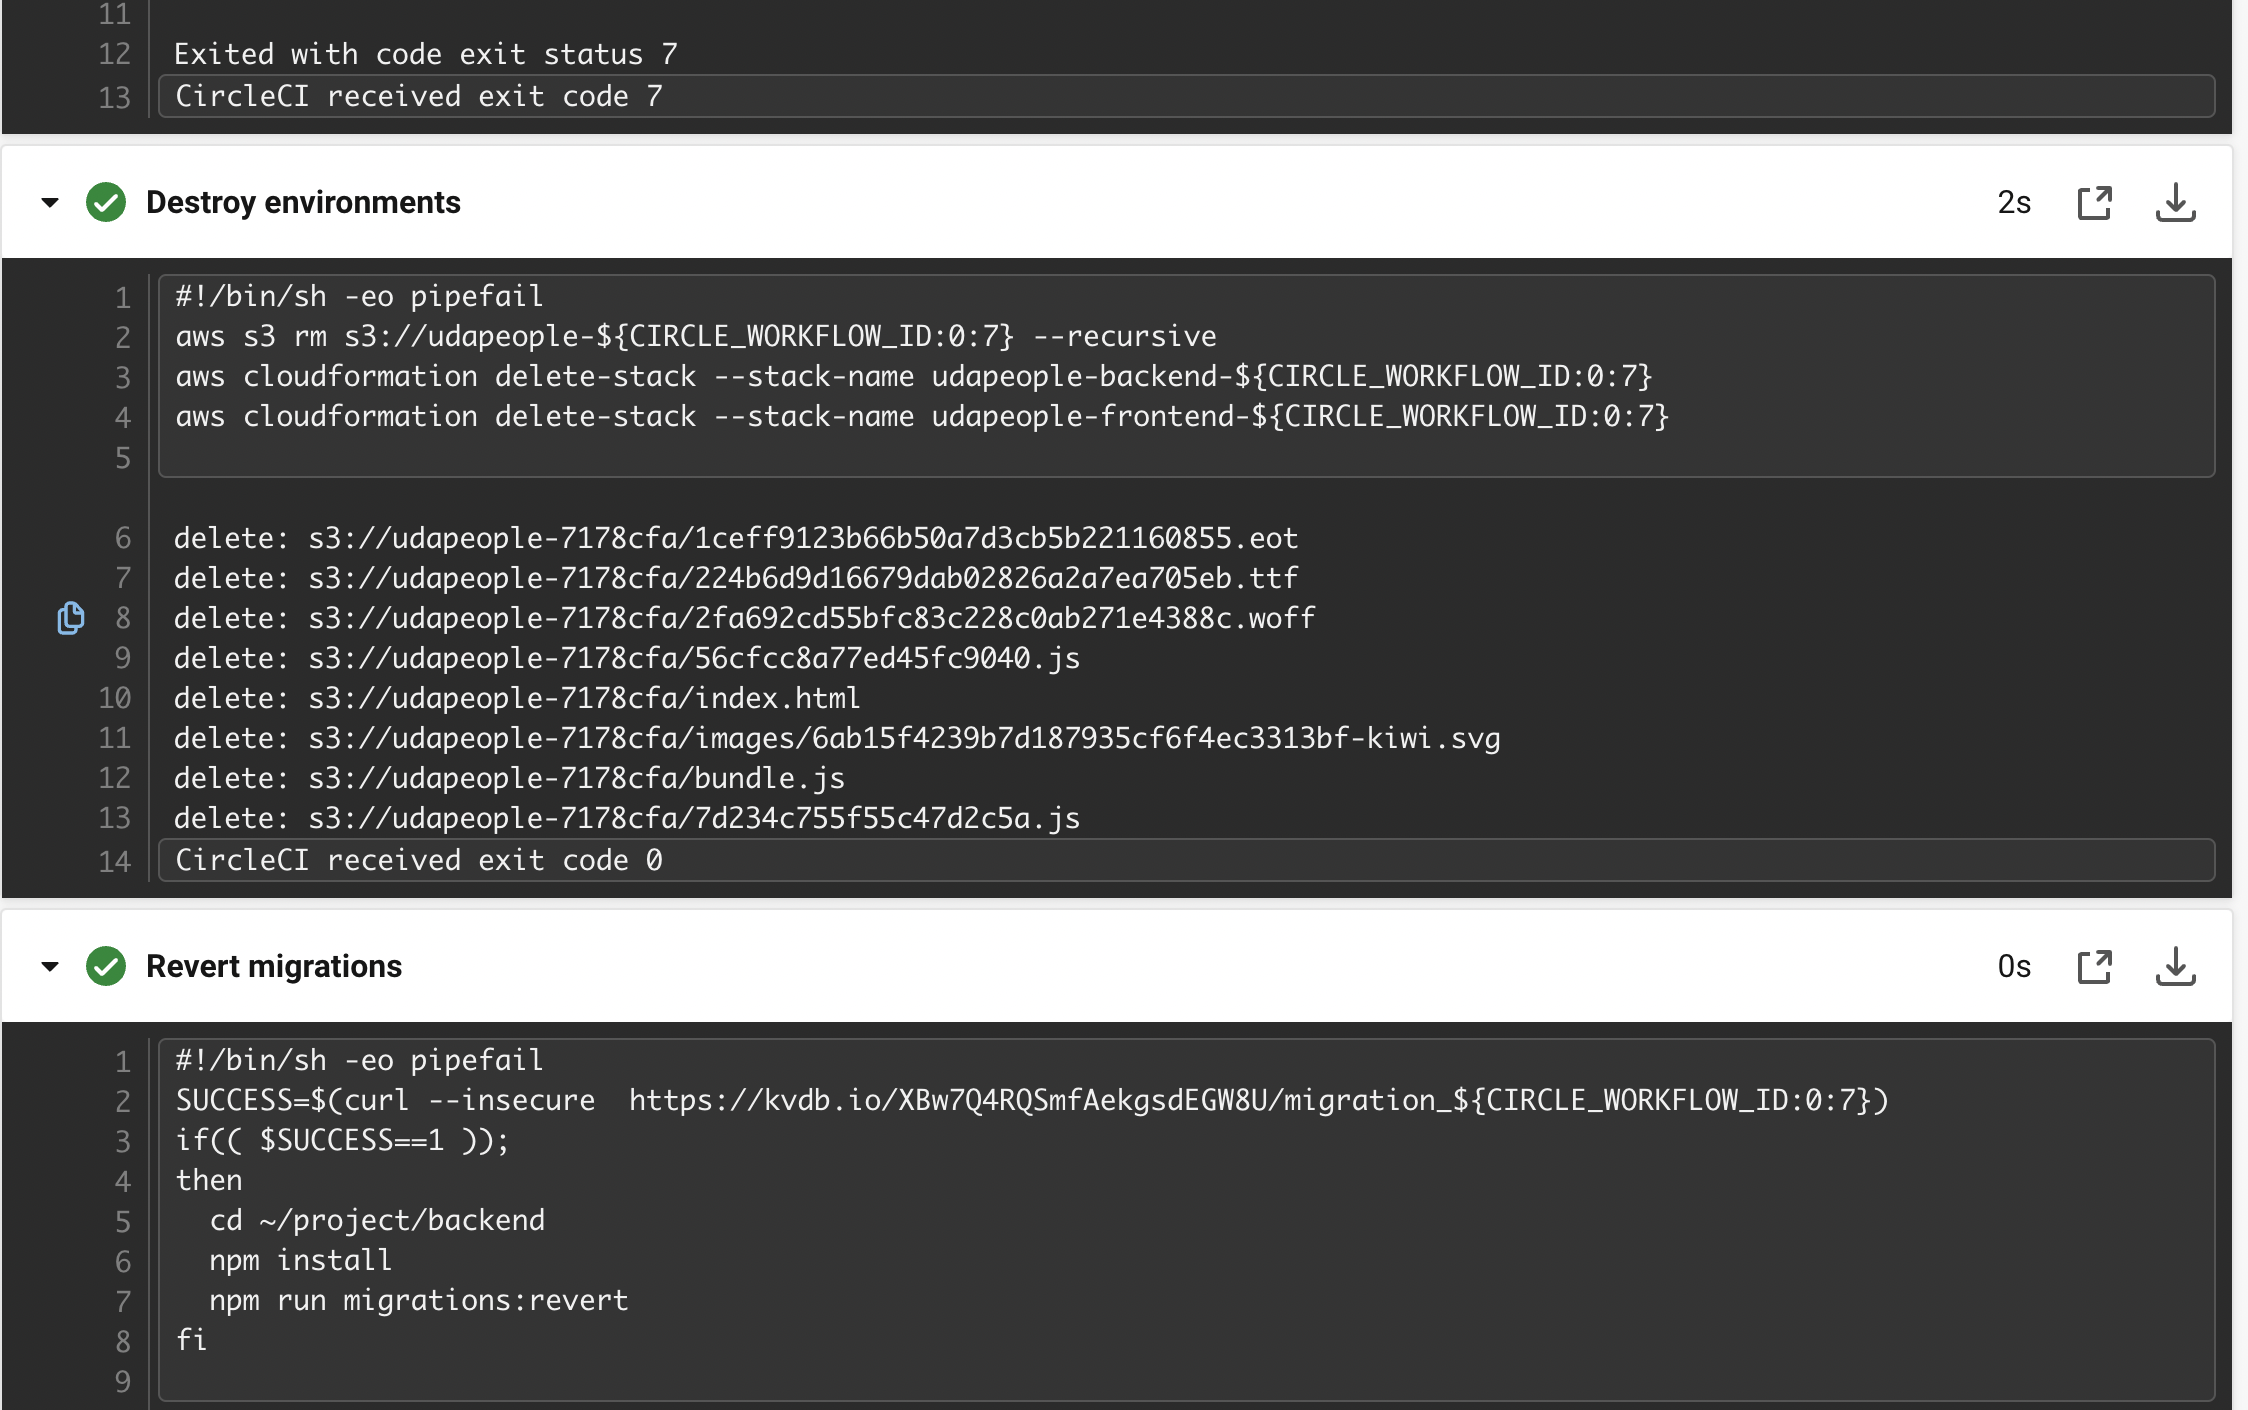 11
12 Exited with code exit status 7
13 CircleCI received exit code 7
Destroy environments 2s
1 #!/bin/sh -eo pipefail
2 aws s3 rm s3://udapeople-${CIRCLE_WORKFLOW_ID:0:7} --recursive
3 aws cloudformation delete-stack --stack-name udapeople-backend-${CIRCLE_WORKFLOW_ID:0:7}
4 aws cloudformation delete-stack --stack-name udapeople-frontend-${CIRCLE_WORKFLOW_ID:0:7}
5
6 delete: s3://udapeople-7178cfa/1ceff9123b66b50a7d3cb5b221160855.eot
7 delete: s3://udapeople-7178cfa/224b6d9d16679dab02826a2a7ea705eb.ttf
8 delete: s3://udapeople-7178cfa/2fa692cd55bfc83c228c0ab271e4388c.woff
9 delete: s3://udapeople-7178cfa/56cfcc8a77ed45fc9040.js
10 delete: s3://udapeople-7178cfa/index.html
11 delete: s3://udapeople-7178cfa/images/6ab15f4239b7d187935cf6f4ec3313bf-kiwi.svg
12 delete: s3://udapeople-7178cfa/bundle.js
13 delete: s3://udapeople-7178cfa/7d234c755f55c47d2c5a.js
14 CircleCI received exit code 0
Revert migrations 0s
1 #!/bin/sh -eo pipefail
2 SUCCESS=$(curl --insecure  https://kvdb.io/XBw7Q4RQSmfAekgsdEGW8U/migration_${CIRCLE_WORKFLOW_ID:0:7})
3 if(( $SUCCESS==1 ));
4 then
5   cd ~/project/backend
6   npm install
7   npm run migrations:revert
8 fi
9